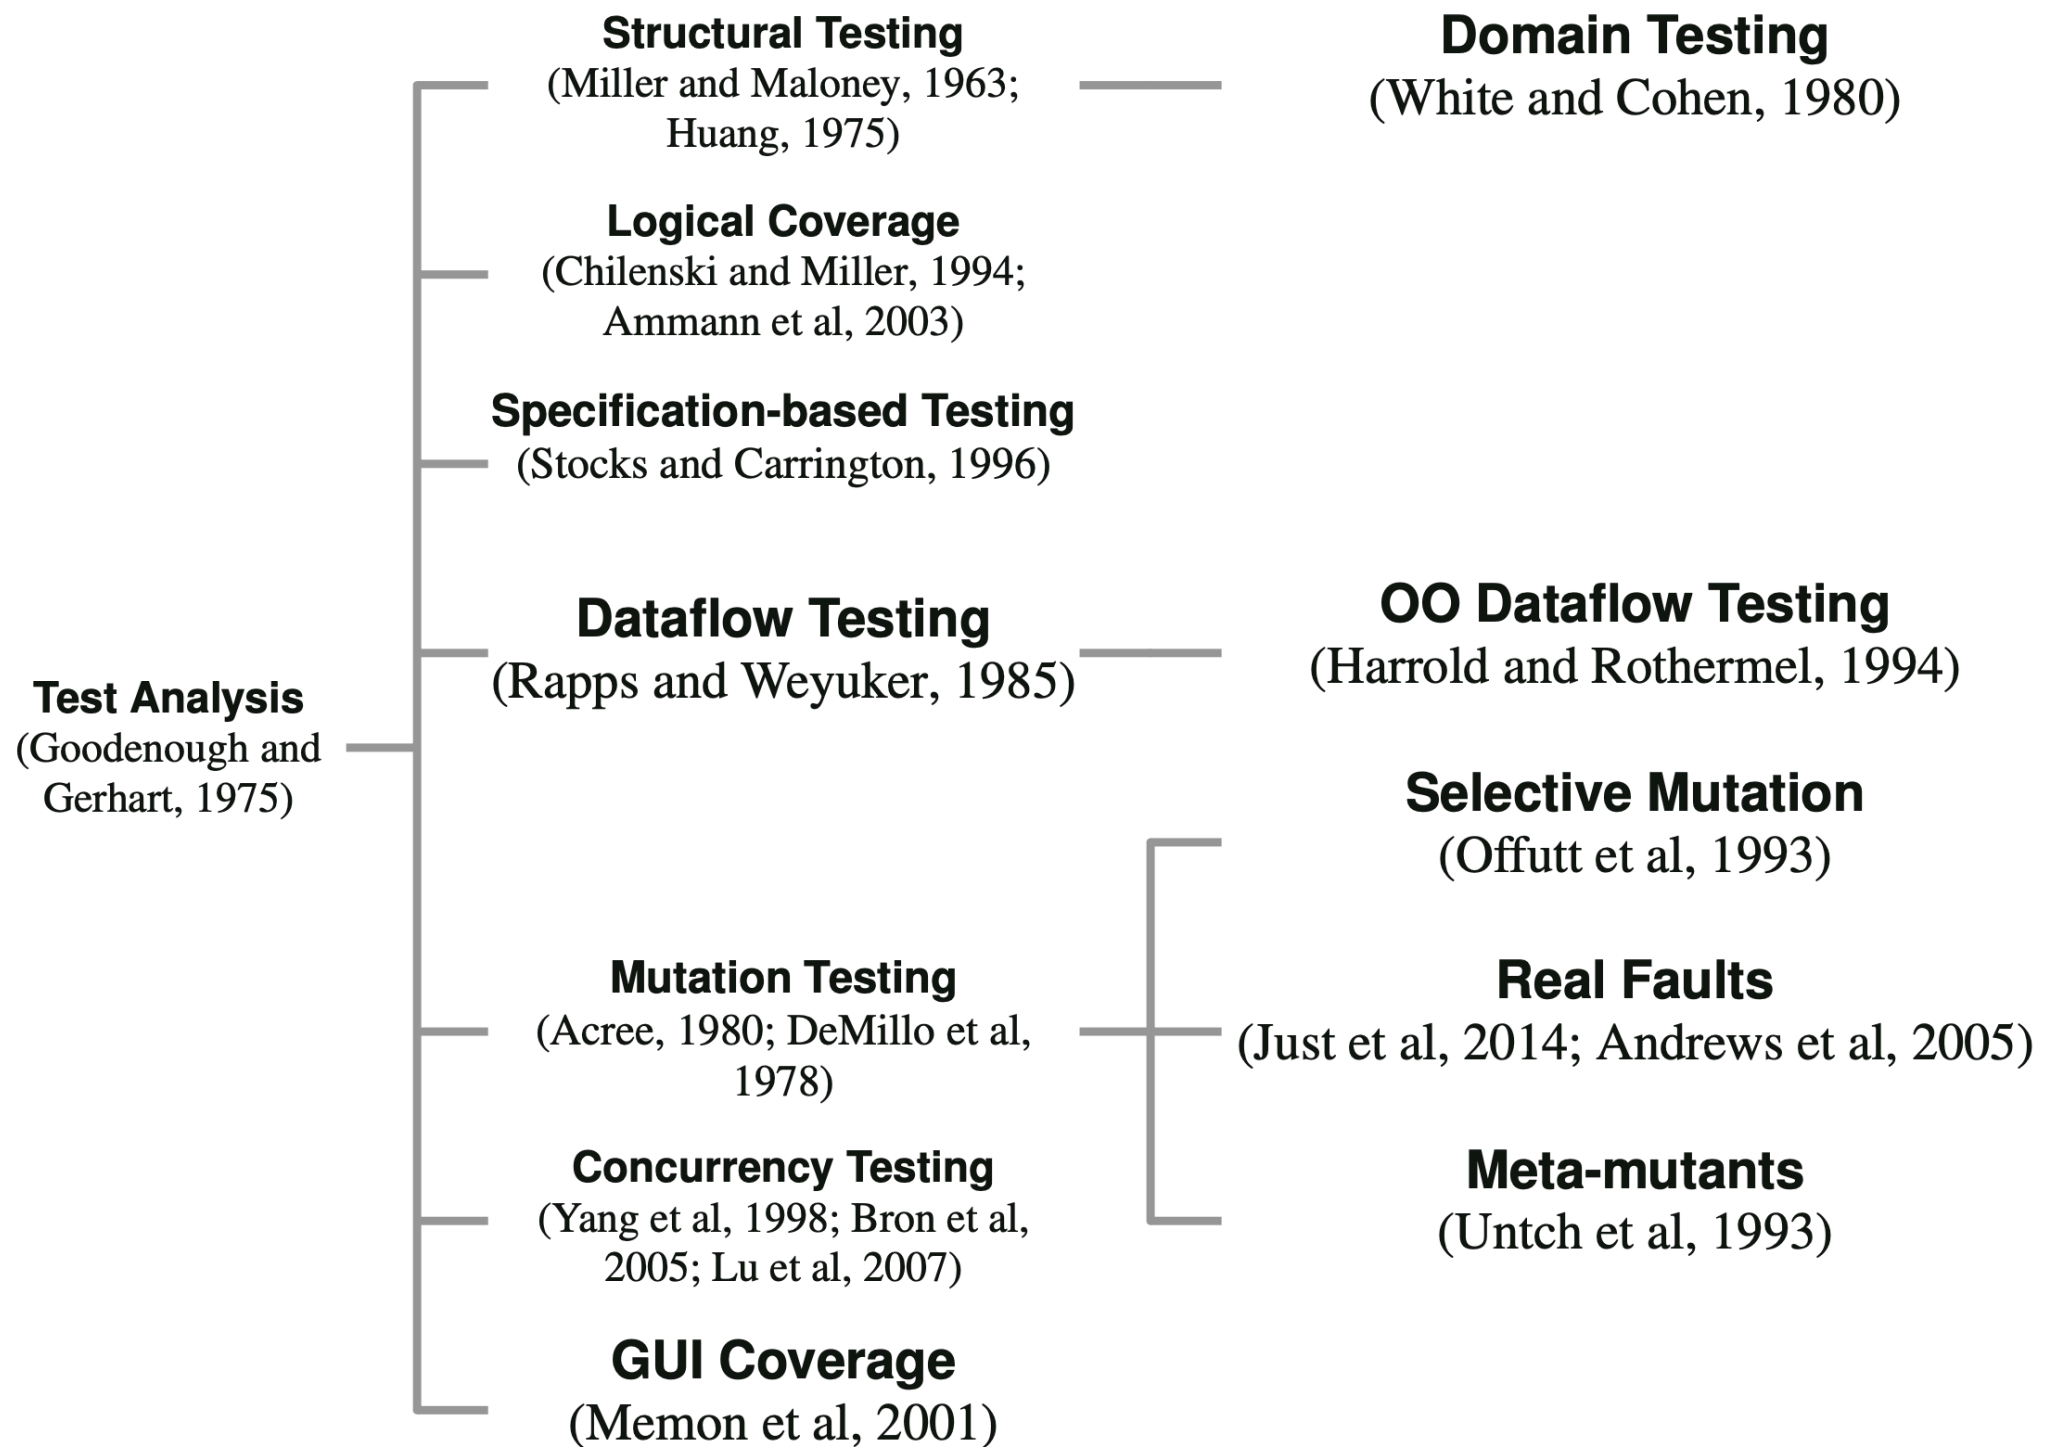 Test Analysis
(Goodenough and
Gerhart, 1975)
Structural Testing
(Miller and Maloney, 1963;
Huang, 1975)
Domain Testing
(White and Cohen, 1980)
Logical Coverage
(Chilenski and Miller, 1994;
Ammann et al, 2003)
Specification-based Testing
(Stocks and Carrington, 1996)
Dataflow Testing
(Rapps and Weyuker, 1985)
OO Dataflow Testing
(Harrold and Rothermel, 1994)
Mutation Testing
(Acree, 1980; DeMillo et al,
1978)
Selective Mutation
(Offutt et al, 1993)
Real Faults
(Just et al, 2014; Andrews et al, 2005)
Meta-mutants
(Untch et al, 1993)
Concurrency Testing
(Yang et al, 1998; Bron et al,
2005; Lu et al, 2007)
GUI Coverage
(Memon et al, 2001)